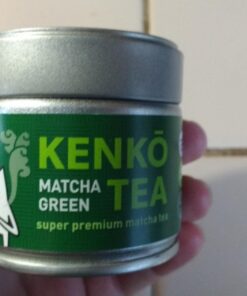 KENKŌ
MATCHA GREEN TEA
super premium matcha tea